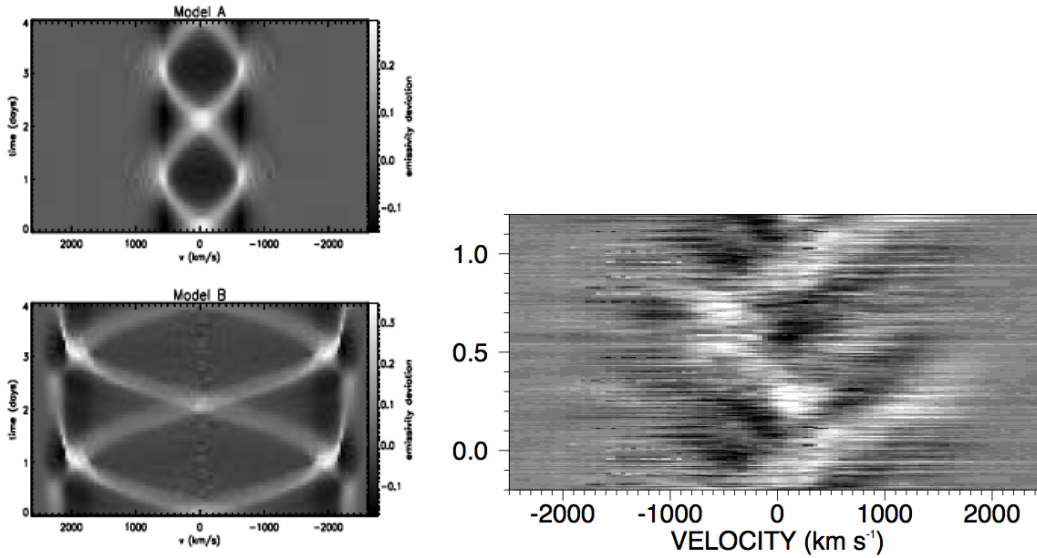 Model A
4
3
2
1
0
time (days)
2000 1000 0 -1000 -2000
v (km/s)
0.2
0.1
0.0
-0.1
emissivity deviation
Model B
4
3
2
1
0
time (days)
2000 1000 0 -1000 -2000
v (km/s)
0.3
0.2
0.1
0.0
-0.1
emissivity deviation
1.0
0.5
0.0
-2000 -1000 0 1000 2000
VELOCITY (km s⁻¹)